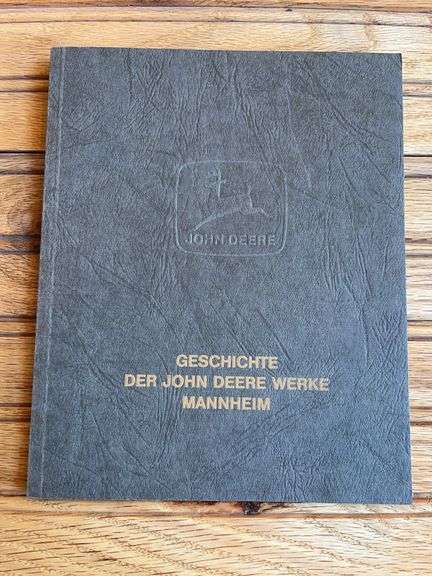 JOHN DEERE
GESCHICHTE
DER JOHN DEERE WERKE
MANNHEIM